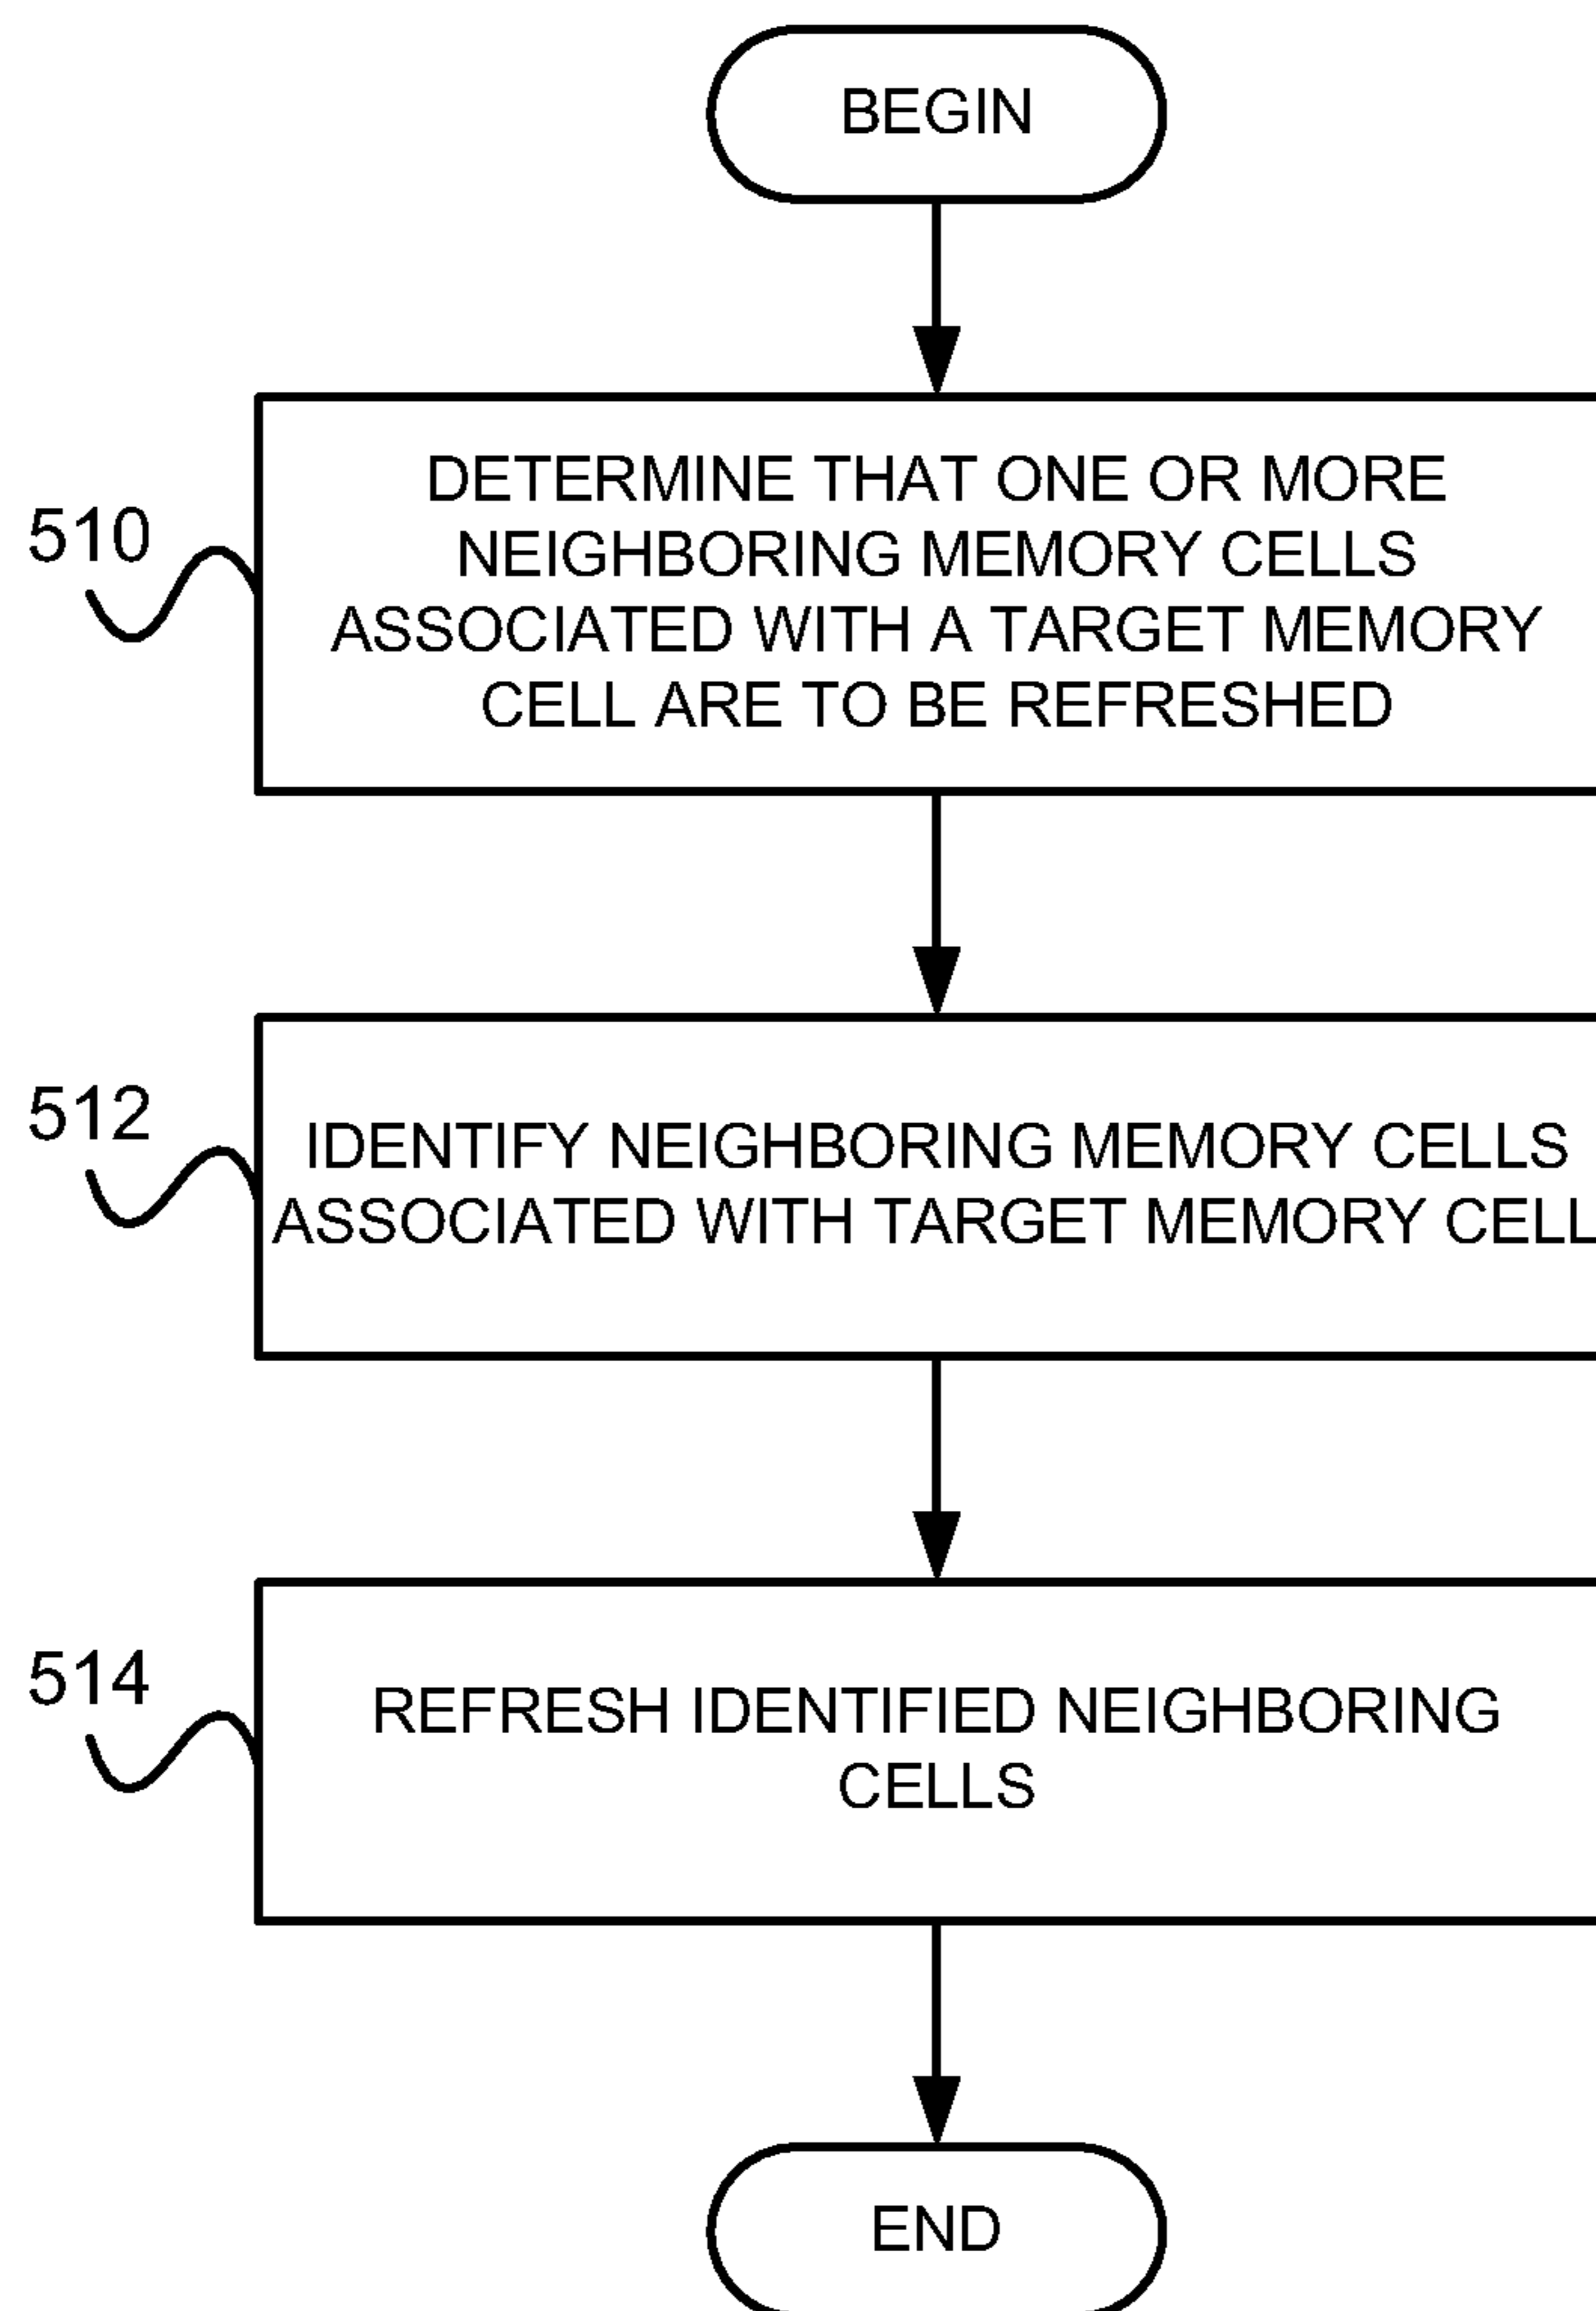 BEGIN
510
DETERMINE THAT ONE OR MORE
NEIGHBORING MEMORY CELLS
ASSOCIATED WITH A TARGET MEMORY
CELL ARE TO BE REFRESHED
512
IDENTIFY NEIGHBORING MEMORY CELLS
ASSOCIATED WITH TARGET MEMORY CELL
514
REFRESH IDENTIFIED NEIGHBORING
CELLS
END